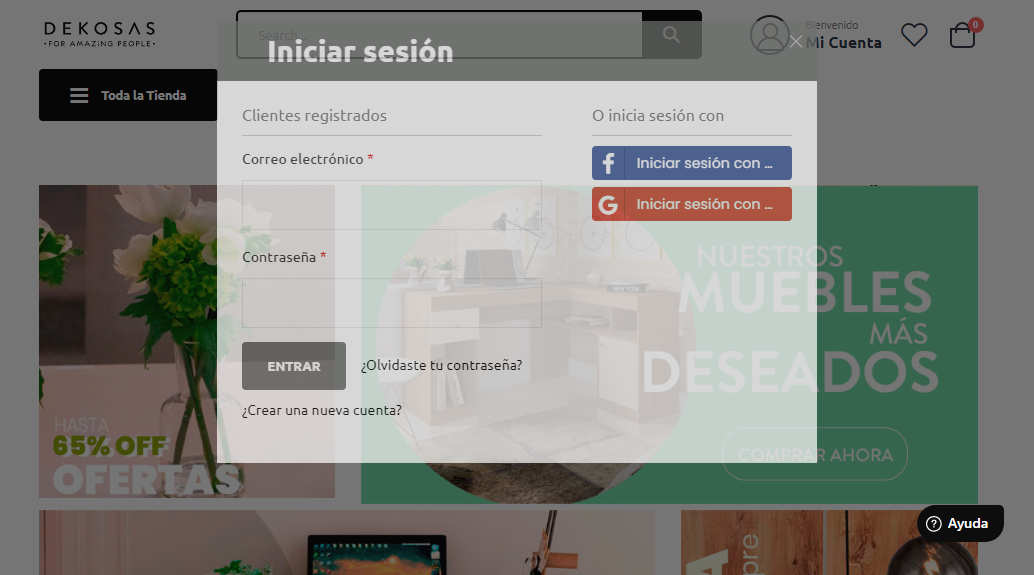 DEKOSAS
•FOR AMAZING PEOPLE•
Search
Bienvenido
Mi Cuenta
0
Toda la Tienda
Iniciar sesión
Clientes registrados
Correo electrónico *
Contraseña *
ENTRAR
¿Olvidaste tu contraseña?
¿Crear una nueva cuenta?
O inicia sesión con
Iniciar sesión con ...
Iniciar sesión con ...
HASTA
65% OFF
OFERTAS
NUESTROS
MUEBLES
MÁS
DESEADOS
COMPRAR AHORA
Ayuda